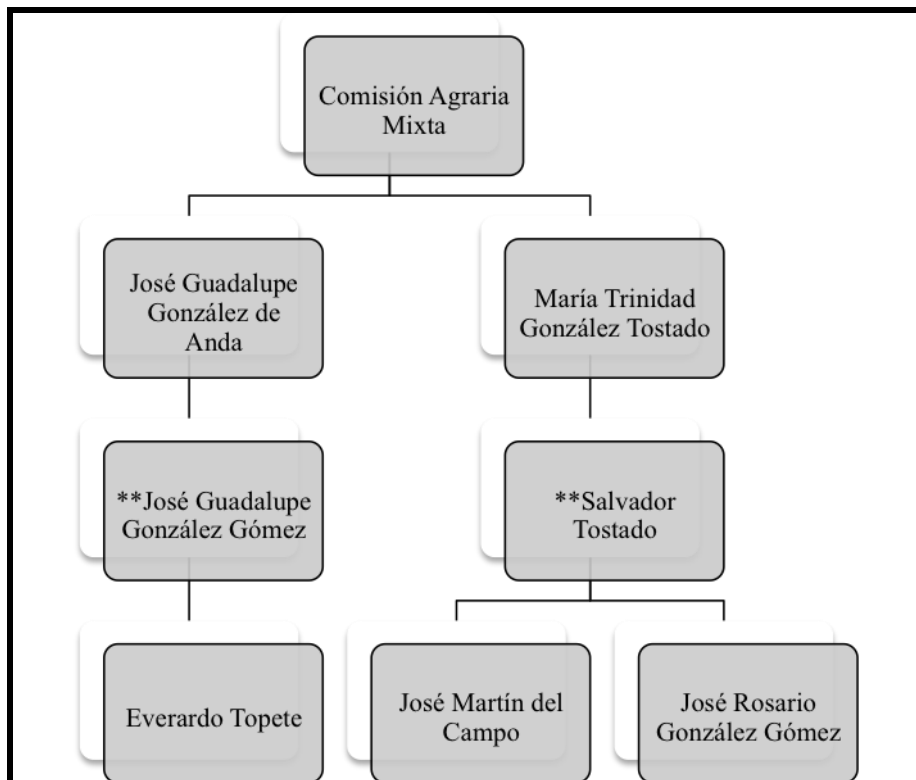 Comisión Agraria
Mixta
José Guadalupe
González de
Anda
María Trinidad
González Tostado
**José Guadalupe
González Gómez
**Salvador
Tostado
Everardo Topete
José Martín del
Campo
José Rosario
González Gómez